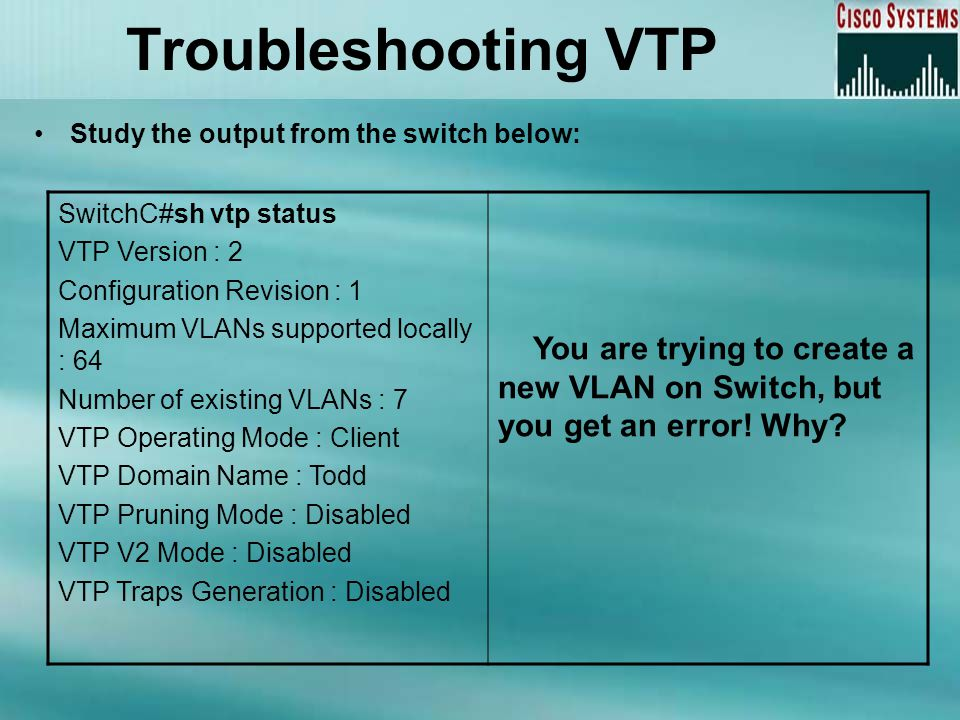 Troubleshooting VTP
CISCO SYSTEMS
• Study the output from the switch below:
SwitchC#sh vtp status
VTP Version : 2
Configuration Revision : 1
Maximum VLANs supported locally
: 64
Number of existing VLANs : 7
VTP Operating Mode : Client
VTP Domain Name : Todd
VTP Pruning Mode : Disabled
VTP V2 Mode : Disabled
VTP Traps Generation : Disabled
You are trying to create a
new VLAN on Switch, but
you get an error! Why?